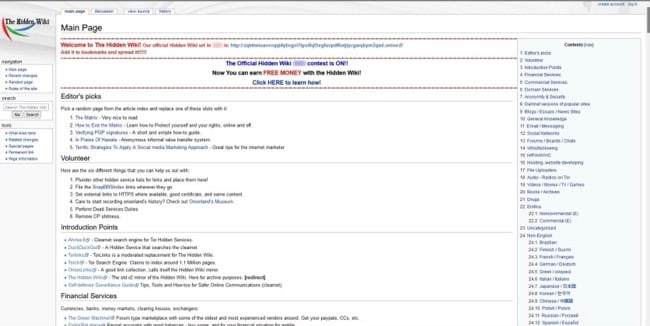 create account
log in
main page
discussion
view source
history
The Hidden Wiki
Main Page
Welcome to The Hidden Wiki! Our official Hidden Wiki url in
is:
Add it to bookmarks and spread it!!!!
The Official Hidden Wiki
contest is ON!!
Now You can earn FREE MONEY with the Hidden Wiki!
Click HERE to learn how!
navigation
Main page
Recent changes
Random page
Rules of the site
search
Search The Hidden Wiki
Go
Search
tools
What links here
Related changes
Special pages
Permanent link
Page information
Editor's picks
Pick a random page from the article index and replace one of these slots with it.
1. The Matrix - Very nice to read.
2. How to Exit the Matrix - Learn how to Protect yourself and your rights, online and off.
3. Verifying PGP signatures - A short and simple how-to guide.
4. In Praise Of Hawala - Anonymous informal value transfer system.
5. Terrific Strategies To Apply A Social media Marketing Approach - Great tips for the internet marketer
Volunteer
Here are the six different things that you can help us out with:
1. Plunder other hidden service lists for links and place them here!
2. File the SnapBBSIndex links wherever they go.
3. Set external links to HTTPS where available, good certificate, and same content.
4. Care to start recording onionland's history? Check out Onionland's Museum.
5. Perform Dead Services Duties.
6. Remove CP shitness.
Introduction Points
Ahmia.fi - Clearnet search engine for Tor Hidden Services.
DuckDuckGo - A Hidden Service that searches the clearnet.
Torlinks - TorLinks is a moderated replacement for The Hidden Wiki.
Torch - Tor Search Engine. Claims to index around 1.1 Million pages.
OnionLinks - A good link collection, calls itself the Hidden Wiki mirror.
The Hidden Wiki - The old v2 mirror of the Hidden Wiki. Here for archive purposes. [redirect]
Self-defense Surveillance Guide - Tips, Tools and How-tos for Safer Online Communications (clearnet)
Financial Services
Currencies, banks, money markets, clearing houses, exchangers:
The Green Machine! Forum type marketplace with some of the oldest and most experienced vendors around. Get your paypals, CCs, etc.
Contents [hide]
1 Editor's picks
2 Volunteer
3 Introduction Points
4 Financial Services
5 Commercial Services
6 Domain Services
7 Anonymity & Security
8 Darknet versions of popular sites
9 Blogs / Essays / News Sites
10 General Knowledge
11 Email / Messaging
12 Social Networks
13 Forums / Boards / Chats
14 Whistleblowing
15 H/P/A/W/V/C
16 Hosting, website developing
17 File Uploaders
18 Audio - Radios on Tor
19 Videos / Movies / TV / Games
20 Books / Archives
21 Drugs
22 Erotica
22.1 Noncommercial (E)
22.2 Commercial (E)
23 Uncategorized
24 Non-English
24.1 Brazilian
24.2 Finnish / Suomi
24.3 French / Français
24.4 German / Deutsch
24.5 Greek / ελληνικά
24.6 Italian / Italiano
24.7 Japanese / 日本語
24.8 Korean / 한국어
24.9 Chinese / 中国語
24.10 Polish / Polski
24.11 Russian / Русский
24.12 Spanish / Español